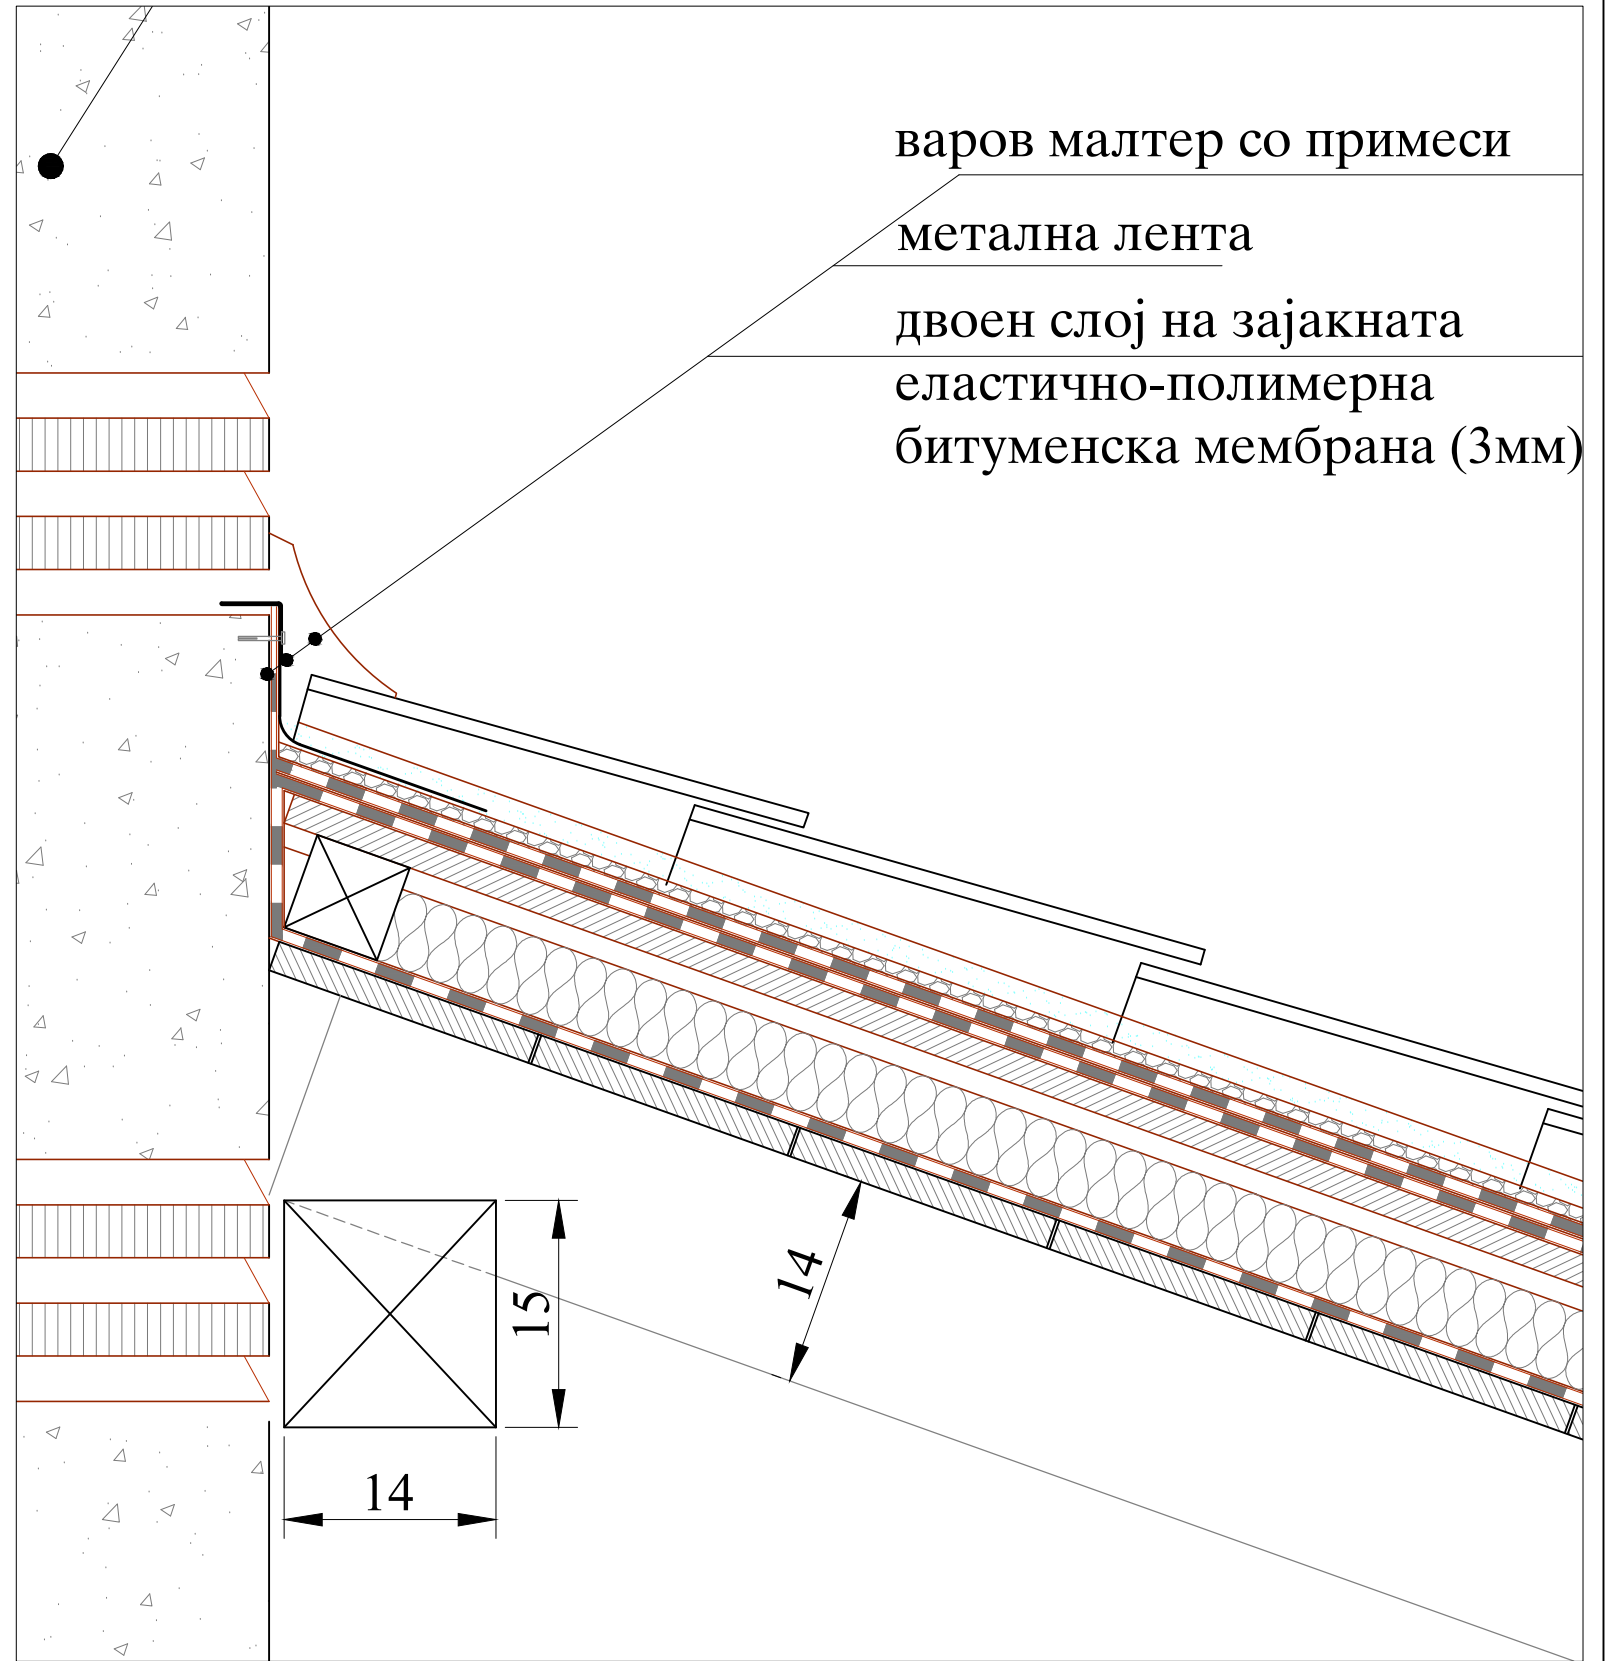 варов малтер со примеси
метална лента
двоен слој на зајакната
еластично-полимерна
битуменска мембрана (3мм)
14
15
14